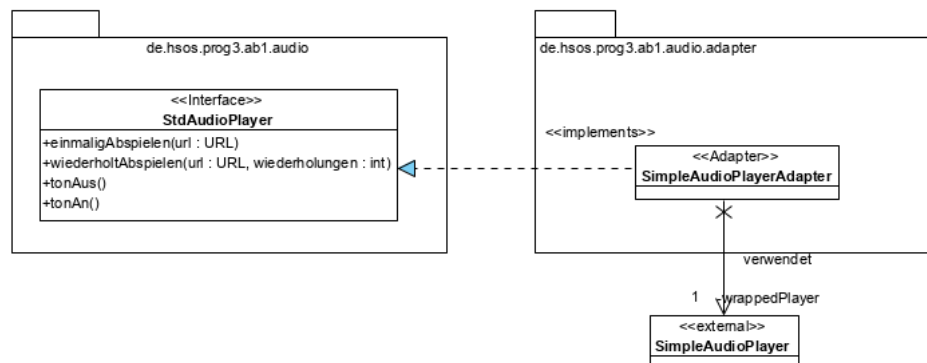 de.hsos.prog3.ab1.audio
<<Interface>>
StdAudioPlayer
+einmaligAbspielen(url : URL)
+wiederholtAbspielen(url : URL, wiederholungen : int)
+tonAus()
+tonAn()
de.hsos.prog3.ab1.audio.adapter
<<implements>>
<<Adapter>>
SimpleAudioPlayerAdapter
verwendet
1 -wrappedPlayer
<<external>>
SimpleAudioPlayer